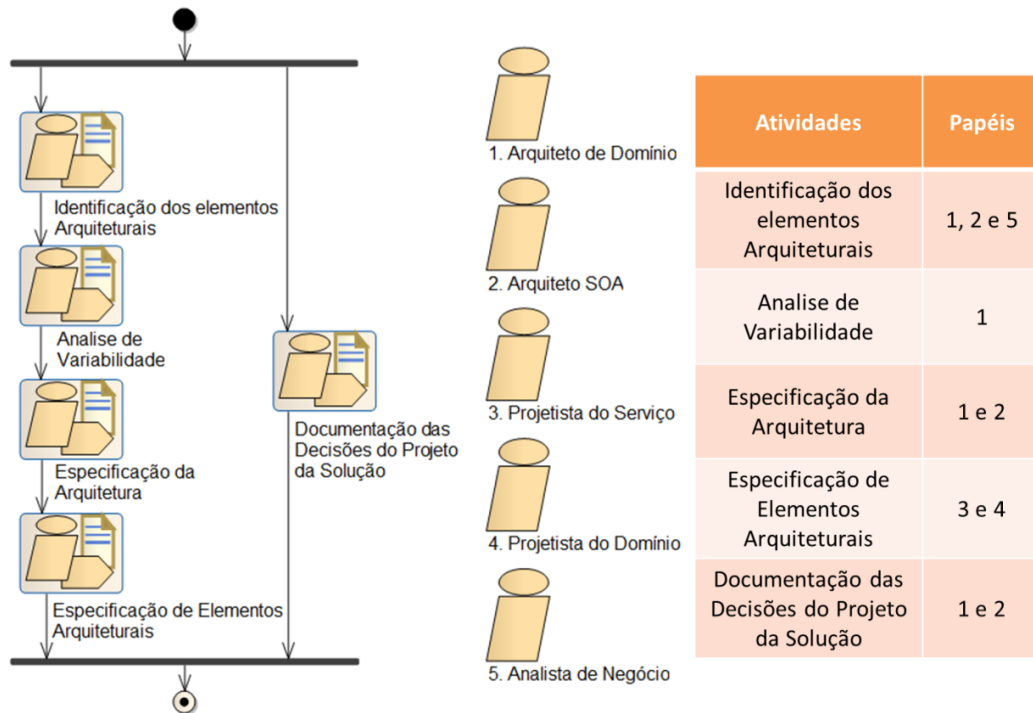 Identificação dos elementos
Arquiteturais
Analise de
Variabilidade
Especificação da
Arquitetura
Especificação de Elementos
Arquiteturais
Documentação das
Decisões do Projeto
da Solução
1. Arquiteto de Domínio
2. Arquiteto SOA
3. Projetista do Serviço
4. Projetista do Domínio
5. Analista de Negócio
Atividades
Papéis
Identificação dos
elementos
Arquiteturais
1, 2 e 5
Analise de
Variabilidade
1
Especificação da
Arquitetura
1 e 2
Especificação de
Elementos
Arquiteturais
3 e 4
Documentação das
Decisões do Projeto
da Solução
1 e 2